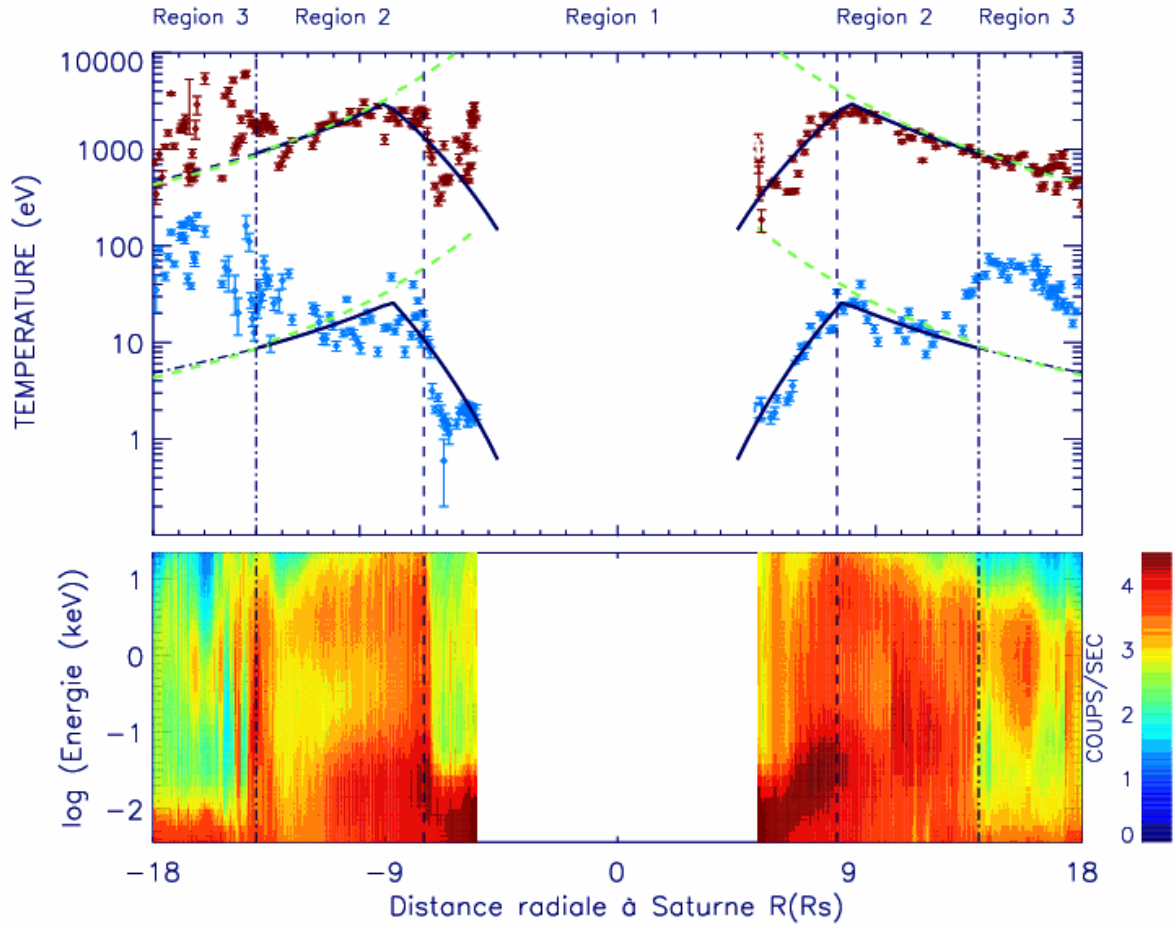 Region 3 Region 2 Region 1 Region 2 Region 3
10000
1000
100
10
1
TEMPERATURE (eV)
1
0
-1
-2
log (Energie (keV))
4
3
2
1
0
COUPS/SEC
-18 -9 0 9 18
Distance radiale à Saturne R(Rs)